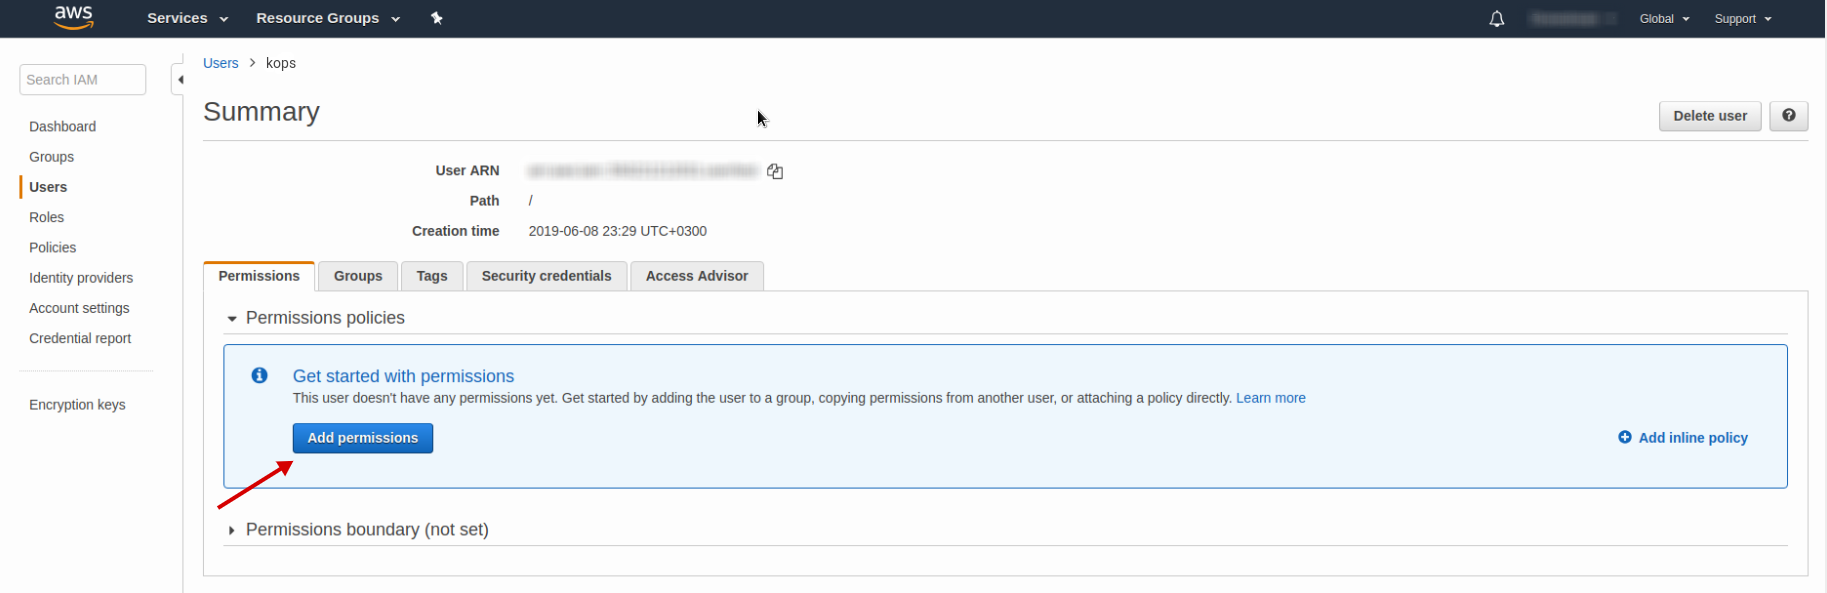 aws Services Resource Groups Global Support
Search IAM
Dashboard
Groups
Users
Roles
Policies
Identity providers
Account settings
Credential report
Encryption keys
Users > kops
Summary
Delete user
User ARN
Path /
Creation time 2019-06-08 23:29 UTC+0300
Permissions Groups Tags Security credentials Access Advisor
Permissions policies
Get started with permissions
This user doesn't have any permissions yet. Get started by adding the user to a group, copying permissions from another user, or attaching a policy directly. Learn more
Add permissions Add inline policy
Permissions boundary (not set)